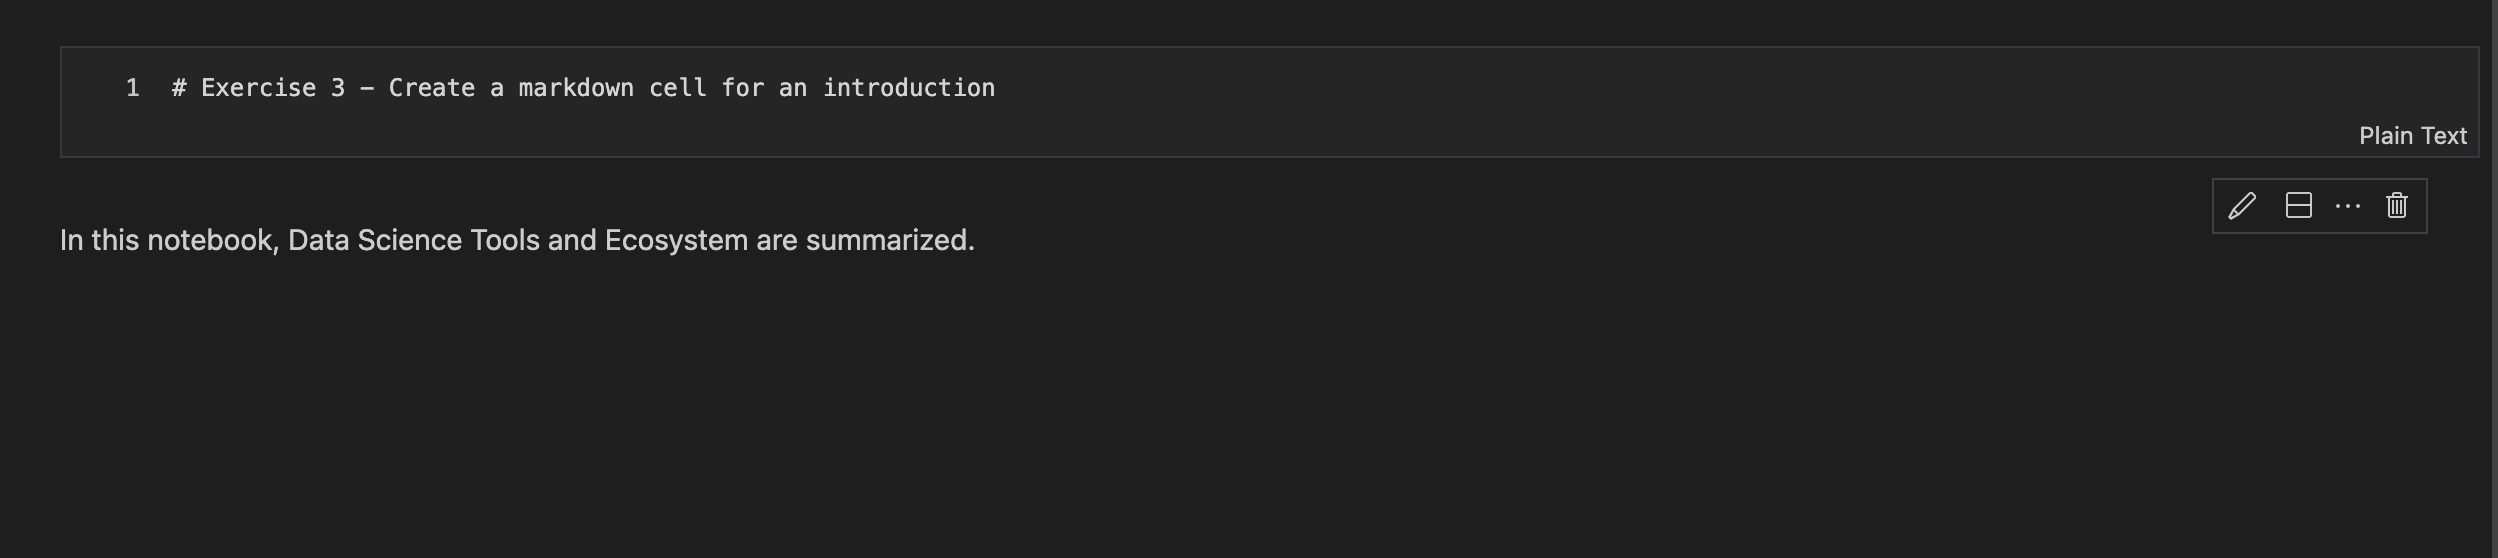 1 # Exercise 3 – Create a markdown cell for an introduction
Plain Text
In this notebook, Data Science Tools and Ecosystem are summarized.